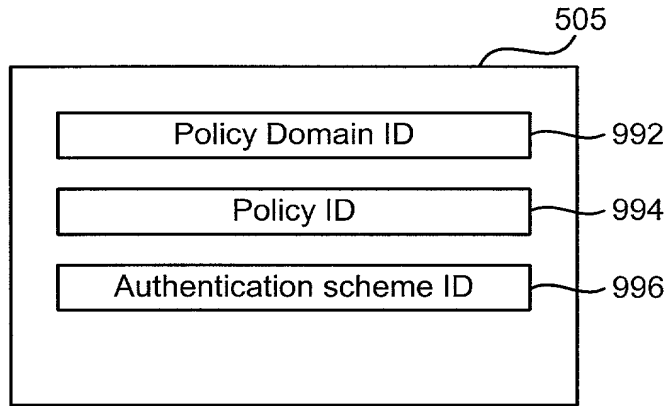 505
Policy Domain ID 992
Policy ID 994
Authentication scheme ID 996